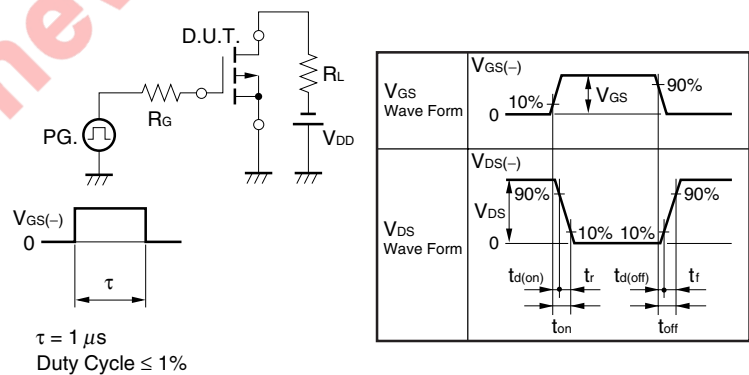 new
D.U.T.
RL
RG
PG.
VDD
VGS(−)
0
τ
τ = 1 μs
Duty Cycle ≤ 1%
VGS
Wave Form
VGS(−)
10%
0
VGS
90%
VDS
Wave Form
VDS(−)
90%
VDS
0
10%
10%
90%
td(on)
tr
td(off)
tf
ton
toff